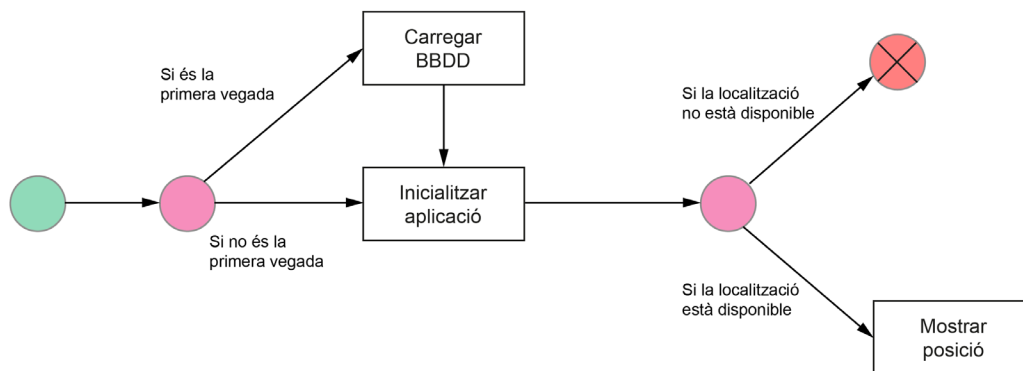 Carregar
BBDD
Si és la
primera vegada
Si la localització
no està disponible
Inicialitzar
aplicació
Si no és la
primera vegada
Si la localització
està disponible
Mostrar
posició